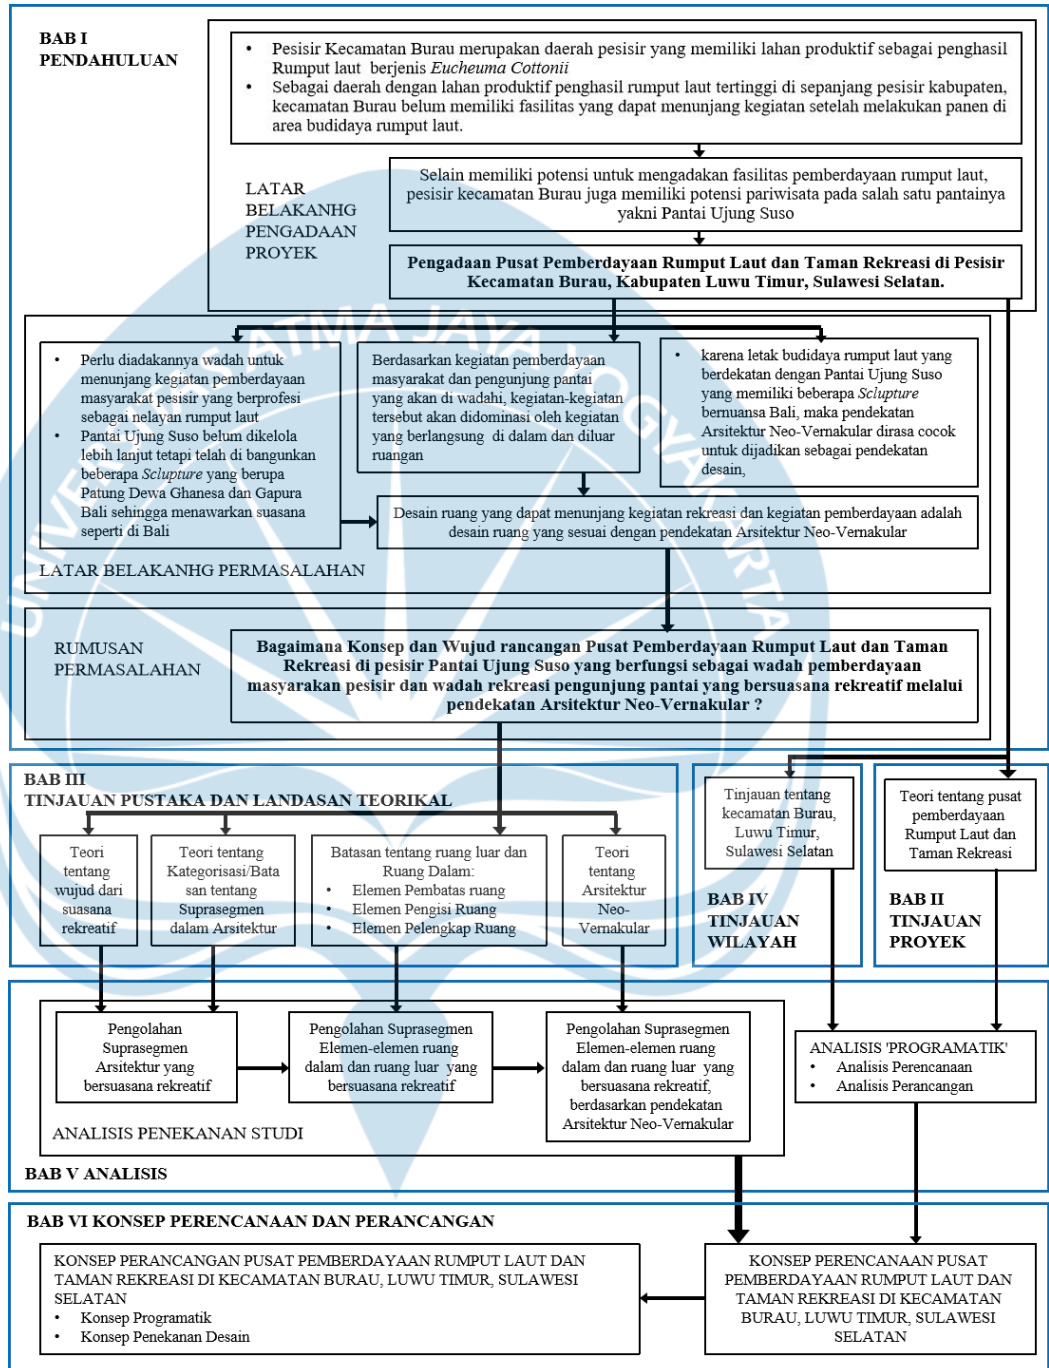 BAB I
PENDAHULUAN
• Pesisir Kecamatan Burau merupakan daerah pesisir yang memiliki lahan produktif sebagai penghasil
Rumput laut berjenis Eucheuma Cottonii
• Sebagai daerah dengan lahan produktif penghasil rumput laut tertinggi di sepanjang pesisir kabupaten,
kecamatan Burau belum memiliki fasilitas yang dapat menunjang kegiatan setelah melakukan panen di
area budidaya rumput laut.
LATAR
BELAKANHG
PENGADAAN
PROYEK
Selain memiliki potensi untuk mengadakan fasilitas pemberdayaan rumput laut,
pesisir kecamatan Burau juga memiliki potensi pariwisata pada salah satu pantainya
yakni Pantai Ujung Suso
Pengadaan Pusat Pemberdayaan Rumput Laut dan Taman Rekreasi di Pesisir
Kecamatan Burau, Kabupaten Luwu Timur, Sulawesi Selatan.
• Perlu diadakannya wadah untuk
menunjang kegiatan pemberdayaan
masyarakat pesisir yang berprofesi
sebagai nelayan rumput laut
• Pantai Ujung Suso belum dikelola
lebih lanjut tetapi telah di bangunkan
beberapa Sclupture yang berupa
Patung Dewa Ghanesa dan Gapura
Bali sehingga menawarkan suasana
seperti di Bali
Berdasarkan kegiatan pemberdayaan
masyarakat dan pengunjung pantai
yang akan di wadahi, kegiatan-kegiatan
tersebut akan didominasi oleh kegiatan
yang berlangsung di dalam dan diluar
ruangan
• karena letak budidaya rumput laut yang
berdekatan dengan Pantai Ujung Suso
yang memiliki beberapa Sclupture
bernuansa Bali, maka pendekatan
Arsitektur Neo-Vernakular dirasa cocok
untuk dijadikan sebagai pendekatan
desain,
Desain ruang yang dapat menunjang kegiatan rekreasi dan kegiatan pemberdayaan adalah
desain ruang yang sesuai dengan pendekatan Arsitektur Neo-Vernakular
LATAR BELAKANHG PERMASALAHAN
RUMUSAN
PERMASALAHAN
Bagaimana Konsep dan Wujud rancangan Pusat Pemberdayaan Rumput Laut dan Taman
Rekreasi di pesisir Pantai Ujung Suso yang berfungsi sebagai wadah pemberdayaan
masyarakan pesisir dan wadah rekreasi pengunjung pantai yang bersuasana rekreatif melalui
pendekatan Arsitektur Neo-Vernakular ?
BAB III
TINJAUAN PUSTAKA DAN LANDASAN TEORIKAL
Teori
tentang
wujud dari
suasana
rekreatif
Teori tentang
Kategorisasi/Bata
san tentang
Suprasegmen
dalam Arsitektur
Batasan tentang ruang luar dan
Ruang Dalam:
• Elemen Pembatas ruang
• Elemen Pengisi Ruang
• Elemen Pelengkap Ruang
Teori
tentang
Arsitektur
Neo-
Vernakular
Tinjauan tentang
kecamatan Burau,
Luwu Timur,
Sulawesi Selatan
BAB IV
TINJAUAN
WILAYAH
Teori tentang pusat
pemberdayaan
Rumput Laut dan
Taman Rekreasi
BAB II
TINJAUAN
PROYEK
Pengolahan
Suprasegmen
Arsitektur yang
bersuasana rekreatif
Pengolahan Suprasegmen
Elemen-elemen ruang
dalam dan ruang luar yang
bersuasana rekreatif
Pengolahan Suprasegmen
Elemen-elemen ruang
dalam dan ruang luar yang
bersuasana rekreatif,
berdasarkan pendekatan
Arsitektur Neo-Vernakular
ANALISIS 'PROGRAMATIK'
• Analisis Perencanaan
• Analisis Perancangan
ANALISIS PENEKANAN STUDI
BAB V ANALISIS
BAB VI KONSEP PERENCANAAN DAN PERANCANGAN
KONSEP PERANCANGAN PUSAT PEMBERDAYAAN RUMPUT LAUT DAN
TAMAN REKREASI DI KECAMATAN BURAU, LUWU TIMUR, SULAWESI
SELATAN
• Konsep Programatik
• Konsep Penekanan Desain
KONSEP PERENCANAAN PUSAT
PEMBERDAYAAN RUMPUT LAUT DAN
TAMAN REKREASI DI KECAMATAN
BURAU, LUWU TIMUR, SULAWESI
SELATAN
UNIVERSITAS ATMA JAYA YOGYAKARTA